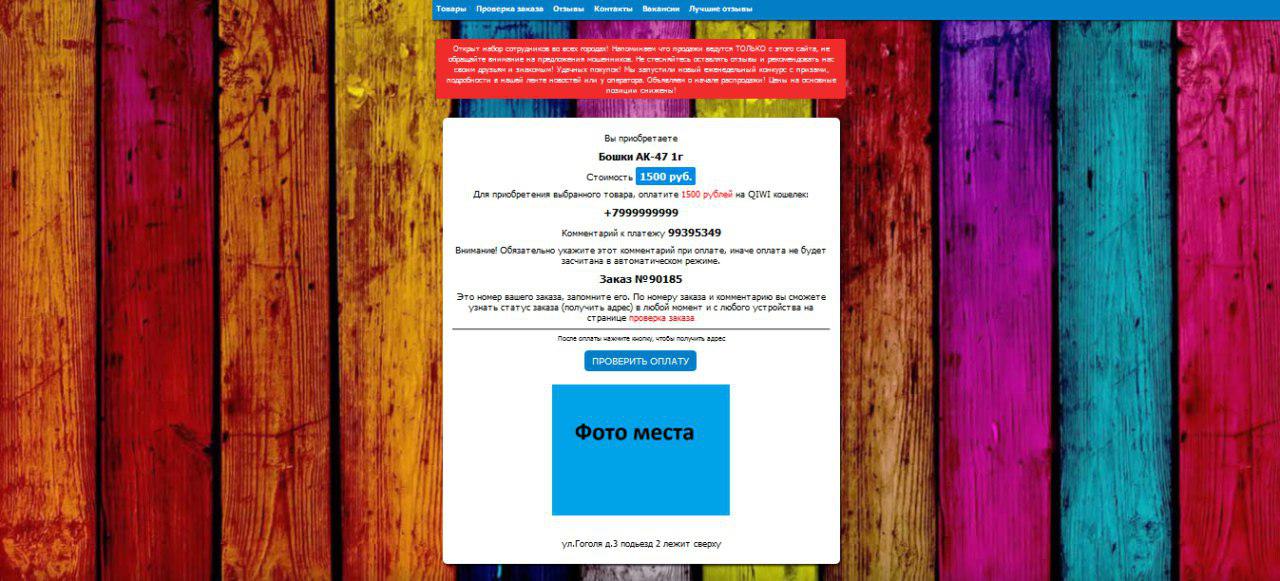 Товары Проверка заказа Отзывы Контакты Вакансии Лучшие отзывы
Открыт набор сотрудников во всех городах! Напоминаем что продажи ведутся ТОЛЬКО с этого сайта, не
обращайте внимание на предложения мошенников. Не стесняйтесь оставлять отзывы и рекомендовать нас
своим друзьям и знакомым! Удачных покупок! Мы запустили новый еженедельный конкурс с призами,
подробности в нашей ленте новостей или у оператора. Объявляем о начале распродажи! Цены на основные
позиции снижены!
Вы приобретаете
Бошки АК-47 1г
Стоимость 1500 руб.
Для приобретения выбранного товара, оплатите 1500 рублей на QIWI кошелек:
+7999999999
Комментарий к платежу 99395349
Внимание! Обязательно укажите этот комментарий при оплате, иначе оплата не будет
засчитана в автоматическом режиме.
Заказ №90185
Это номер вашего заказа, запомните его. По номеру заказа и комментарию вы сможете
узнать статус заказа (получить адрес) в любой момент и с любого устройства на
странице проверка заказа
После оплаты нажмите кнопку, чтобы получить адрес
ПРОВЕРИТЬ ОПЛАТУ
Фото места
ул.Гоголя д.3 подьезд 2 лежит сверху